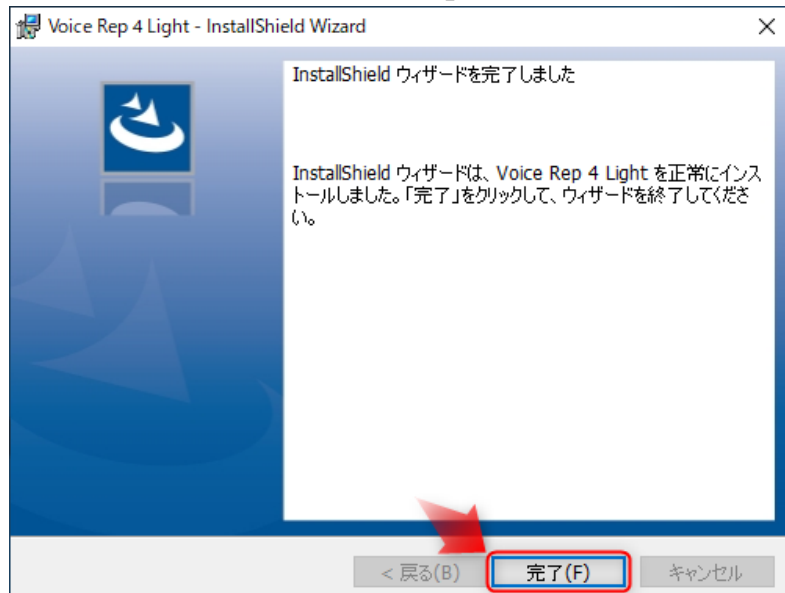 Voice Rep 4 Light - InstallShield Wizard
InstallShield ウィザードを完了しました
InstallShield ウィザードは、Voice Rep 4 Light を正常にインス
トールしました。「完了」をクリックして、ウィザードを終了してくださ
い。
< 戻る(B)
完了(F)
キャンセル